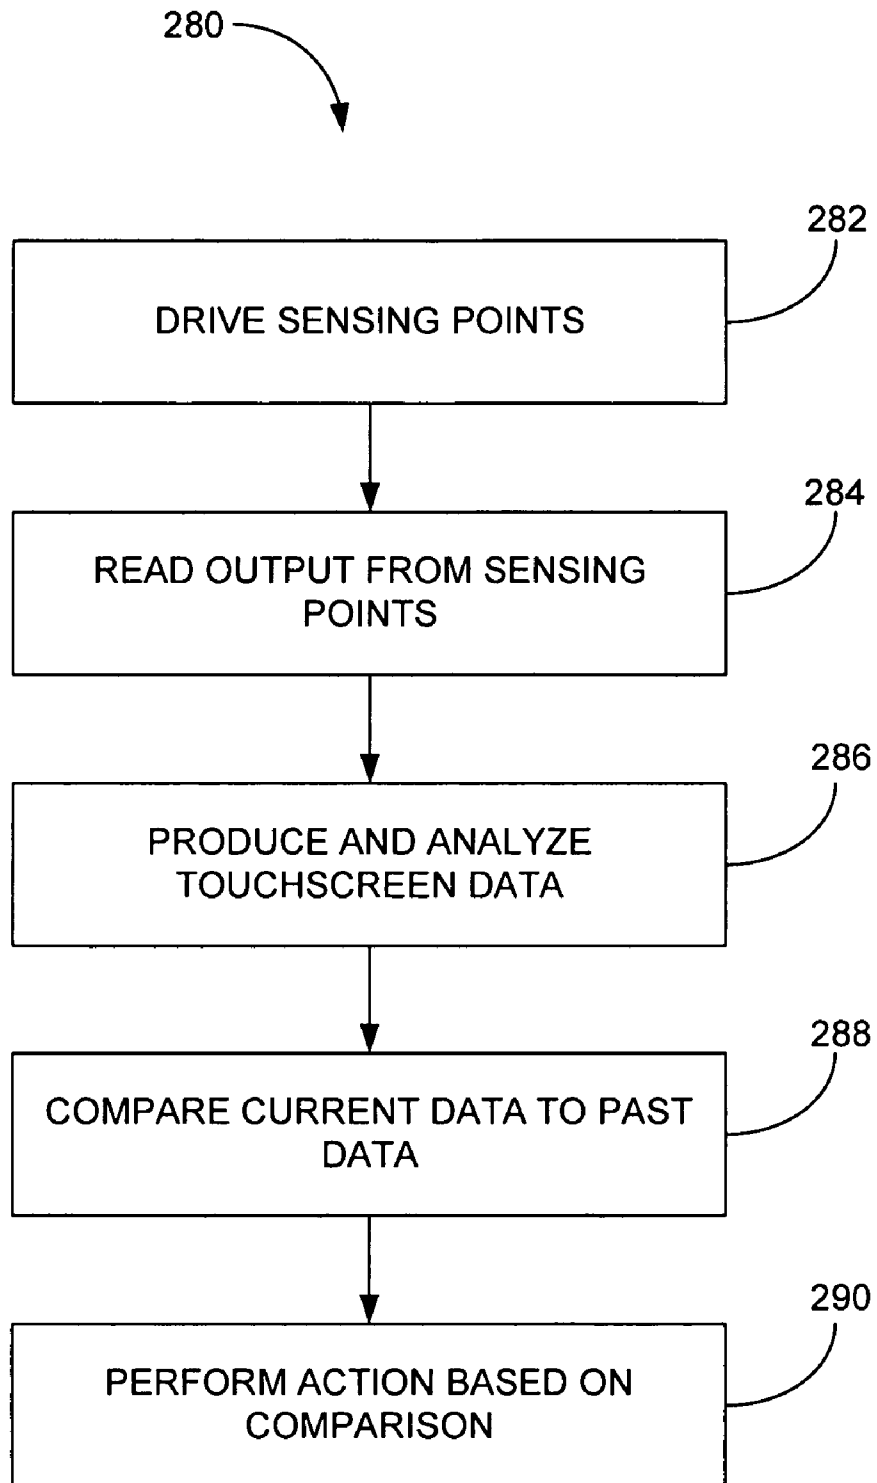 280
282
DRIVE SENSING POINTS
284
READ OUTPUT FROM SENSING
POINTS
286
PRODUCE AND ANALYZE
TOUCHSCREEN DATA
288
COMPARE CURRENT DATA TO PAST
DATA
290
PERFORM ACTION BASED ON
COMPARISON